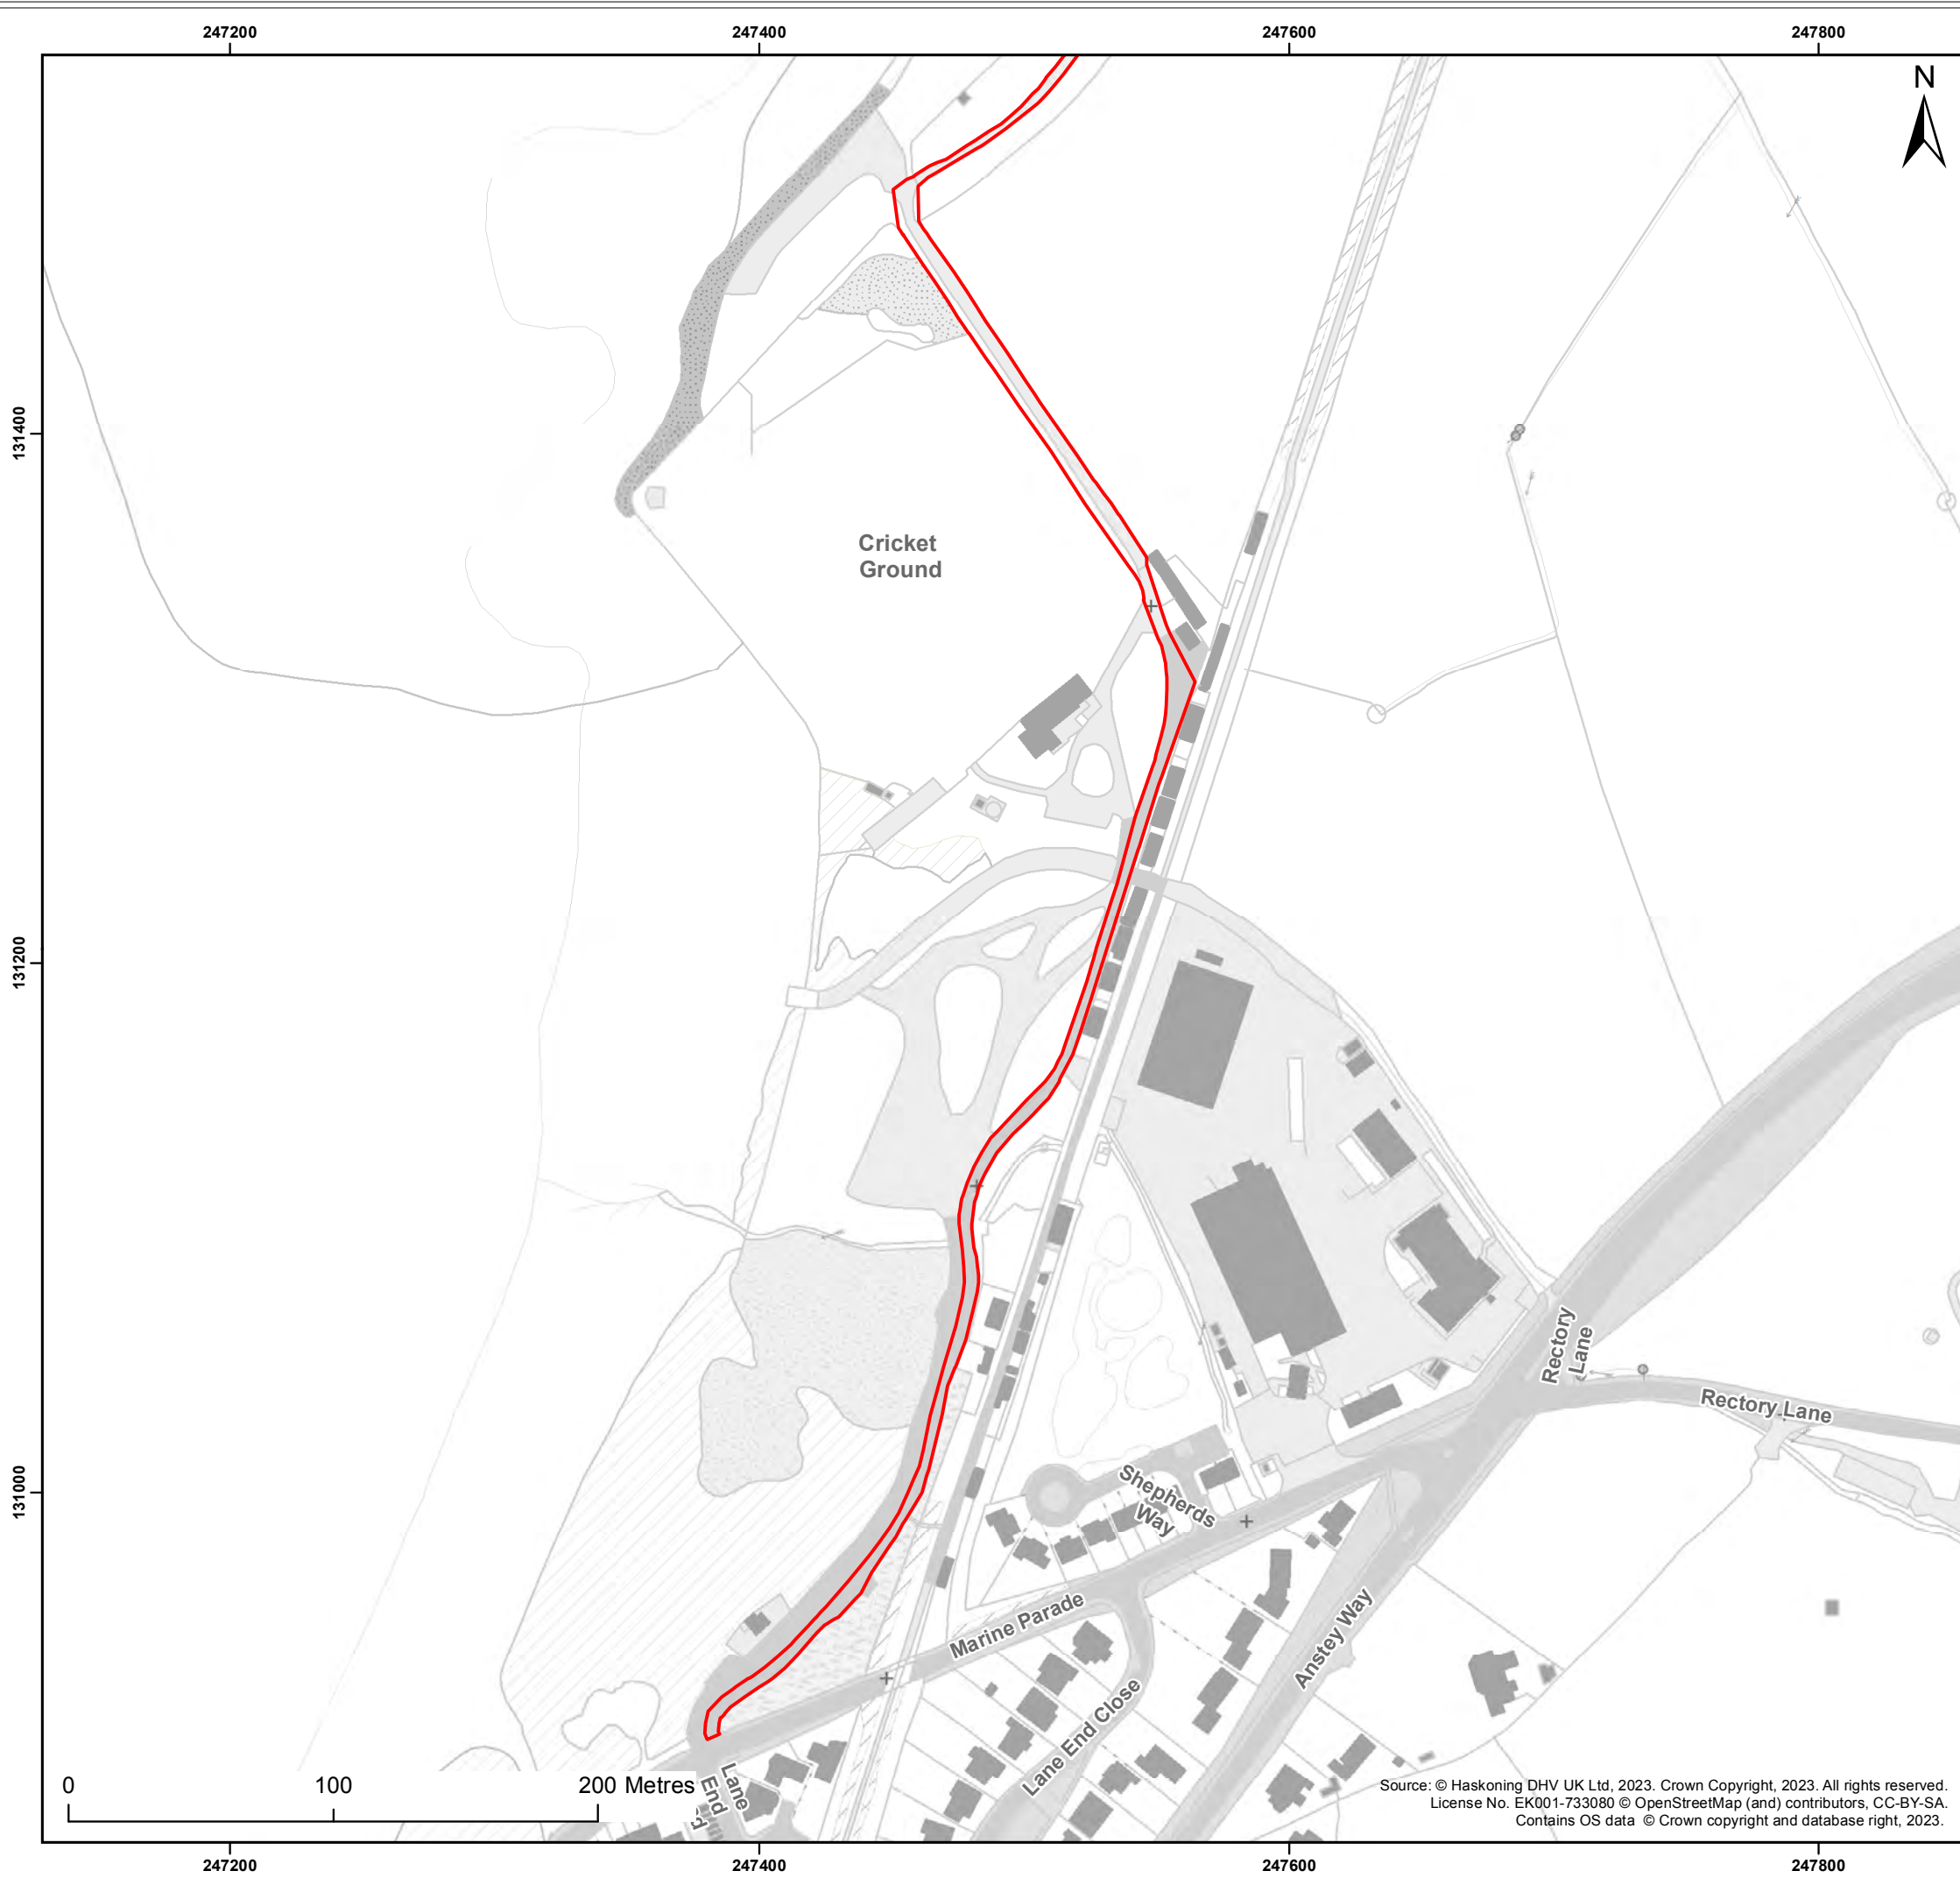 247200
247400
247600
247800
N
131400
Cricket
Ground
131200
Rectory
Lane
Rectory Lane
131000
Shepherds
Way
Marine Parade
Anstey Way
Lane End Close
Lane
End
0
100
200 Metres
Source: © Haskoning DHV UK Ltd, 2023. Crown Copyright, 2023. All rights reserved.
License No. EK001-733080 © OpenStreetMap (and) contributors, CC-BY-SA.
Contains OS data © Crown copyright and database right, 2023.
247200
247400
247600
247800